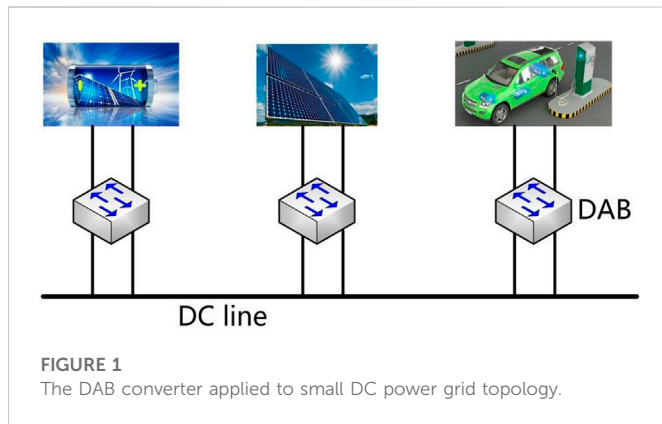 DAB
DC line
FIGURE 1
The DAB converter applied to small DC power grid topology.